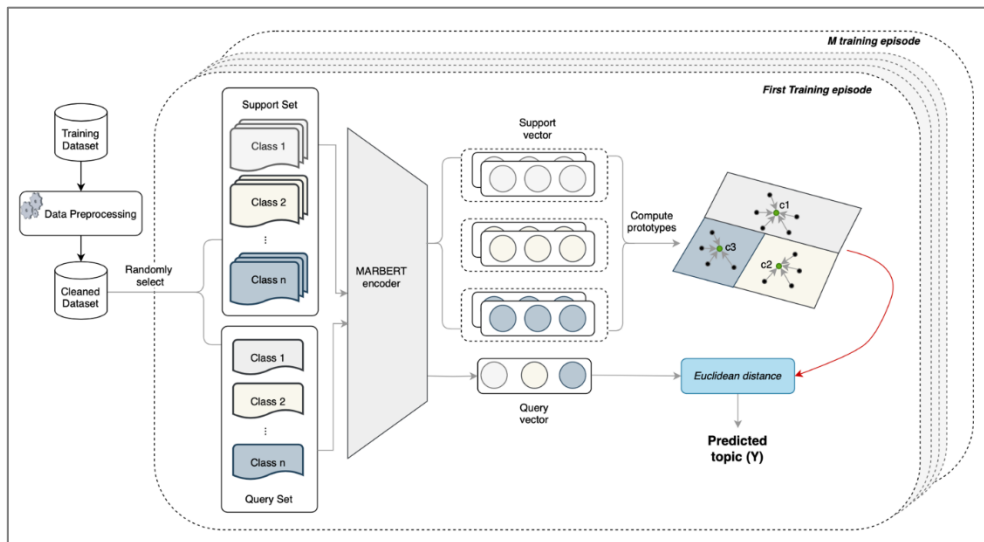 M training episode
First Training episode
Training
Dataset
Data Preprocessing
Cleaned
Dataset
Randomly
select
Support Set
Class 1
Class 2
...
Class n
Class 1
Class 2
...
Class n
Query Set
MARBERT
encoder
Support
vector
Query
vector
Compute
prototypes
c1
c3
c2
Euclidean distance
Predicted
topic (Y)